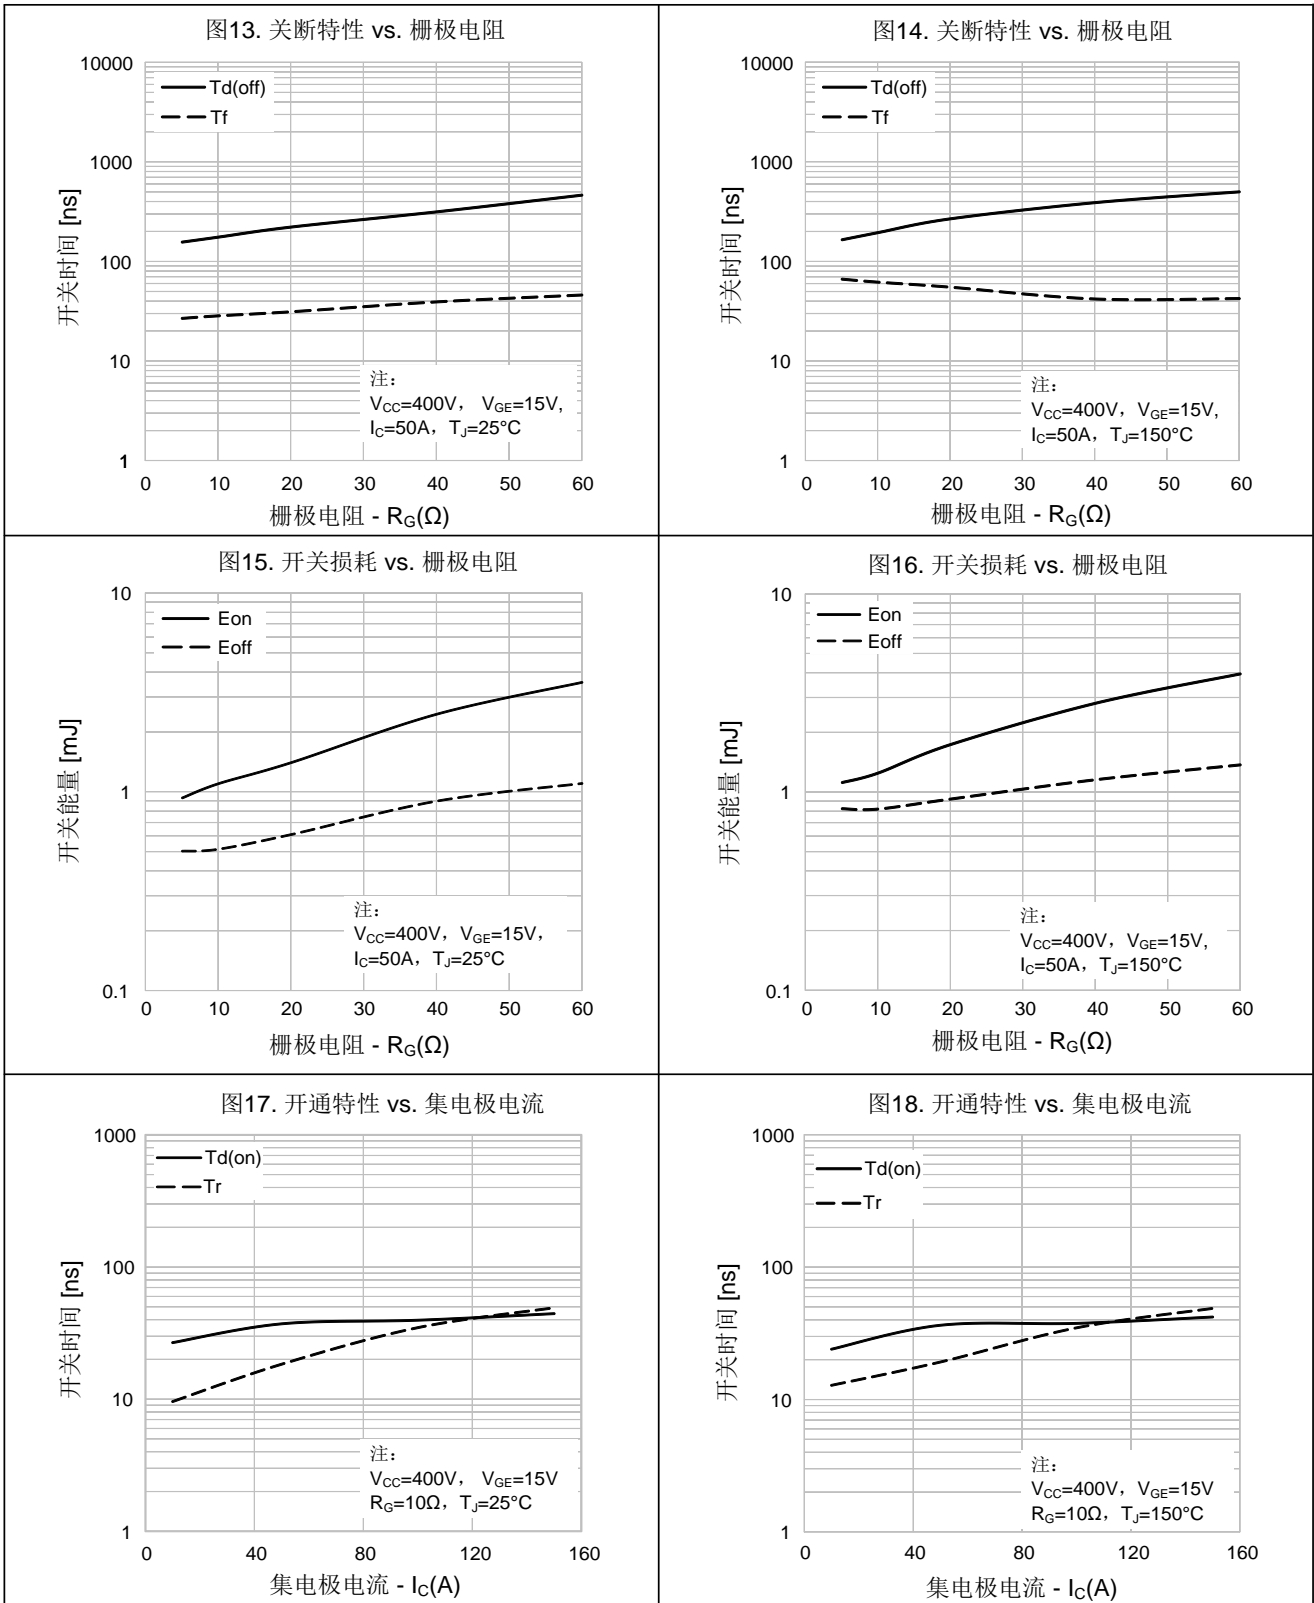 图13. 关断特性 vs. 栅极电阻
10000
1000
100
10
1
开关时间 [ns]
Td(off)
Tf
注：
VCC=400V， VGE=15V,
IC=50A，TJ=25°C
0 10 20 30 40 50 60
栅极电阻 - RG(Ω)
图14. 关断特性 vs. 栅极电阻
10000
1000
100
10
1
开关时间 [ns]
Td(off)
Tf
注：
VCC=400V，VGE=15V,
IC=50A，TJ=150°C
0 10 20 30 40 50 60
栅极电阻 - RG(Ω)
图15. 开关损耗 vs. 栅极电阻
10
1
0.1
开关能量 [mJ]
Eon
Eoff
注：
VCC=400V，VGE=15V，
IC=50A，TJ=25°C
0 10 20 30 40 50 60
栅极电阻 - RG(Ω)
图16. 开关损耗 vs. 栅极电阻
10
1
0.1
开关能量 [mJ]
Eon
Eoff
注：
VCC=400V，VGE=15V,
IC=50A，TJ=150°C
0 10 20 30 40 50 60
栅极电阻 - RG(Ω)
图17. 开通特性 vs. 集电极电流
1000
100
10
1
开关时间 [ns]
Td(on)
Tr
注：
VCC=400V， VGE=15V
RG=10Ω，TJ=25°C
0 40 80 120 160
集电极电流 - IC(A)
图18. 开通特性 vs. 集电极电流
1000
100
10
1
开关时间 [ns]
Td(on)
Tr
注：
VCC=400V，VGE=15V
RG=10Ω，TJ=150°C
0 40 80 120 160
集电极电流 - IC(A)